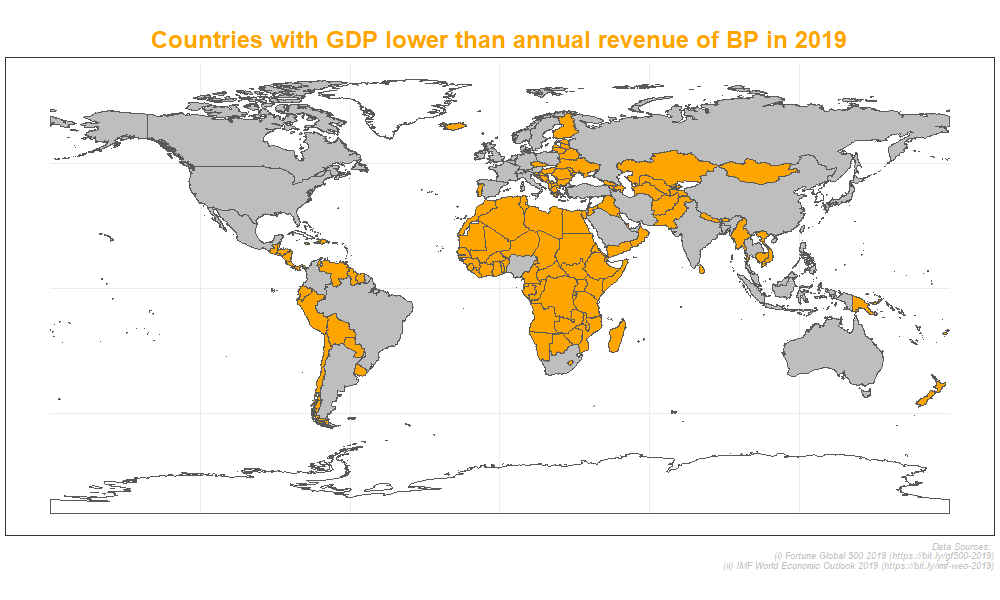 Countries with GDP lower than annual revenue of BP in 2019
Data Sources:
(i) Fortune Global 500 2019 (https://bit.ly/gf500-2019)
(ii) IMF World Economic Outlook 2019 (https://bit.ly/imf-weo-2019)